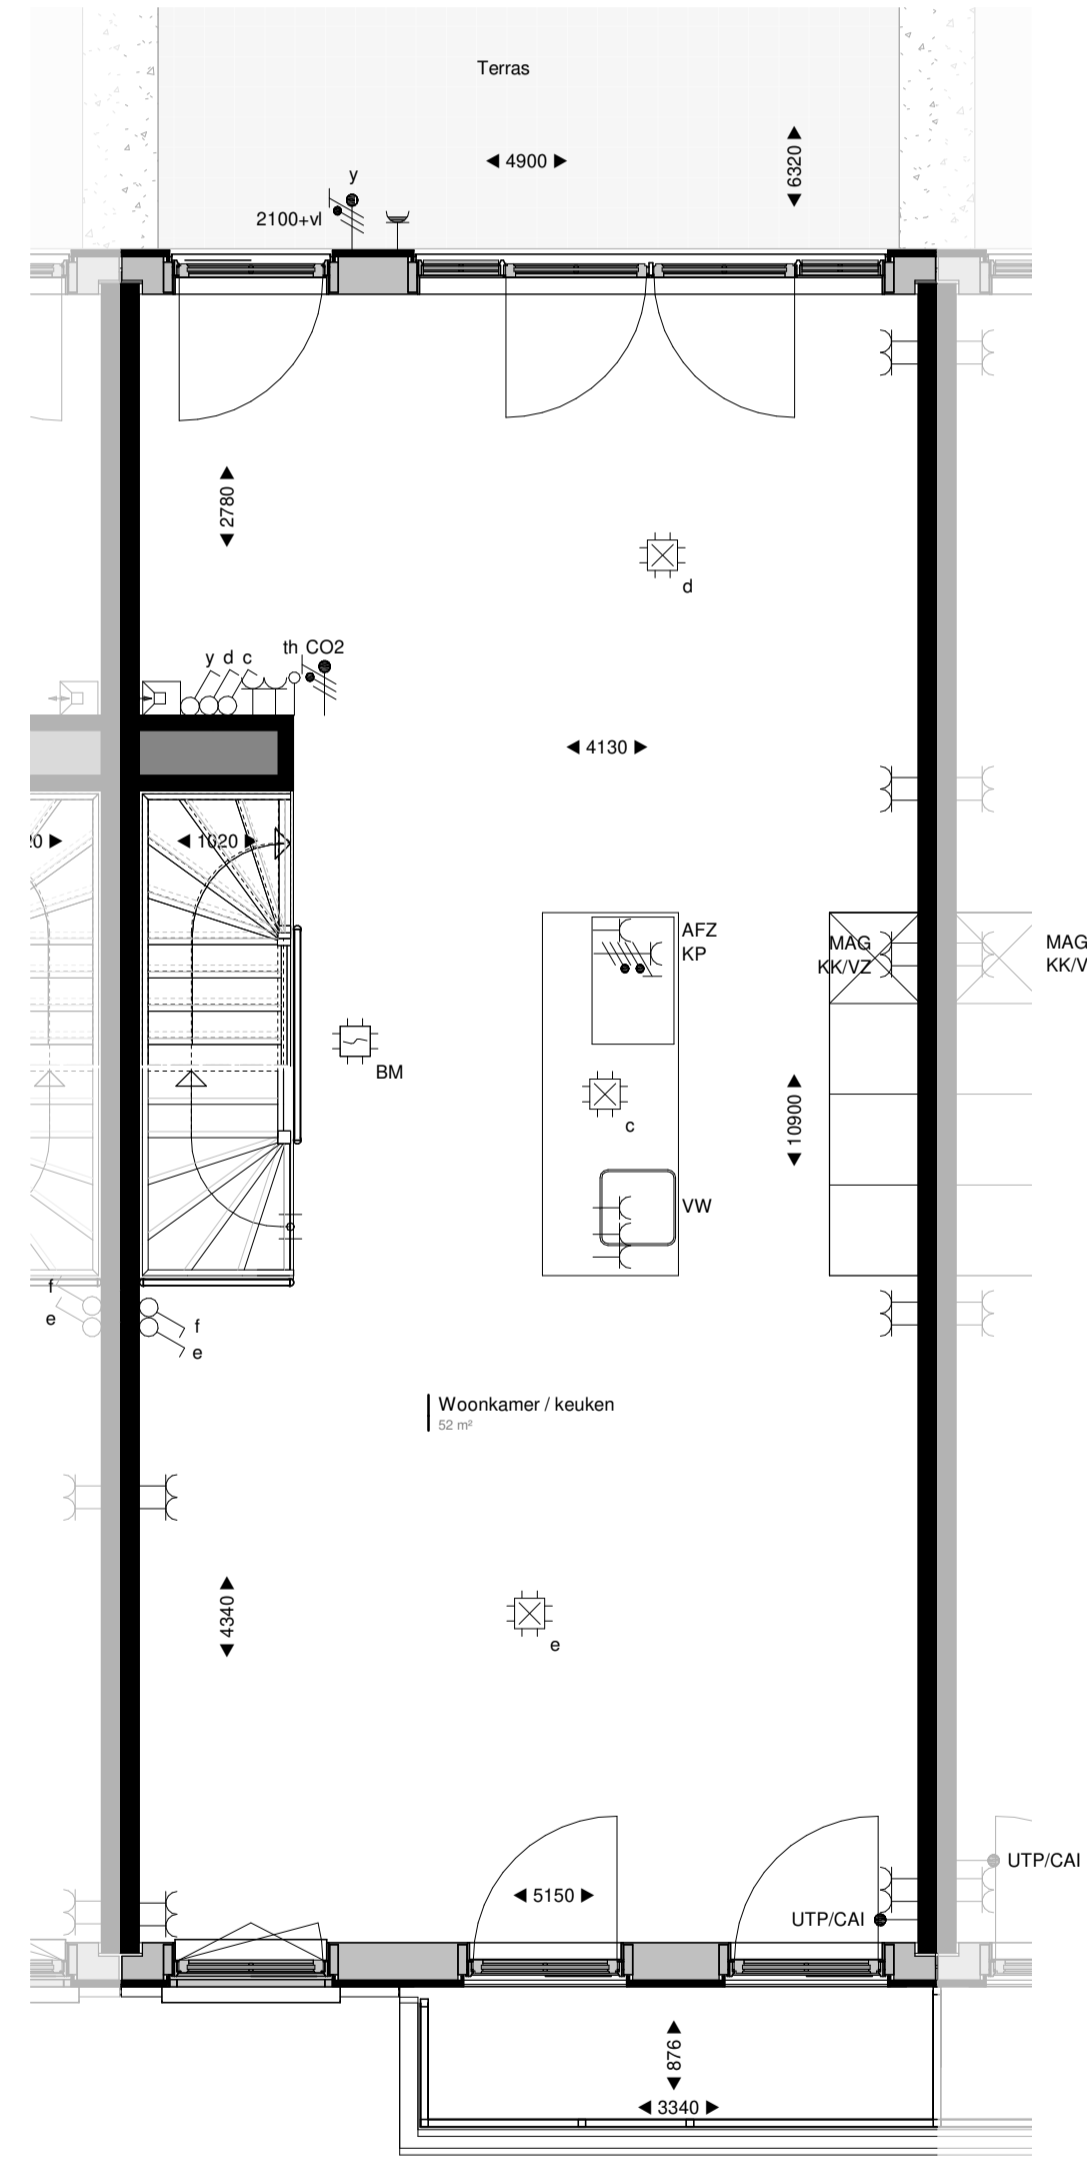 Terras
4900
6320
y
2100+vl
2780
d
th CO2
y d c
4130
20
1020
AFZ
KP
MAG
KK/VZ
MAG
KK/V
BM
10900
c
VW
f
e
f
e
Woonkamer / keuken
52 m²
4340
e
UTP/CAI
5150
UTP/CAI
876
3340